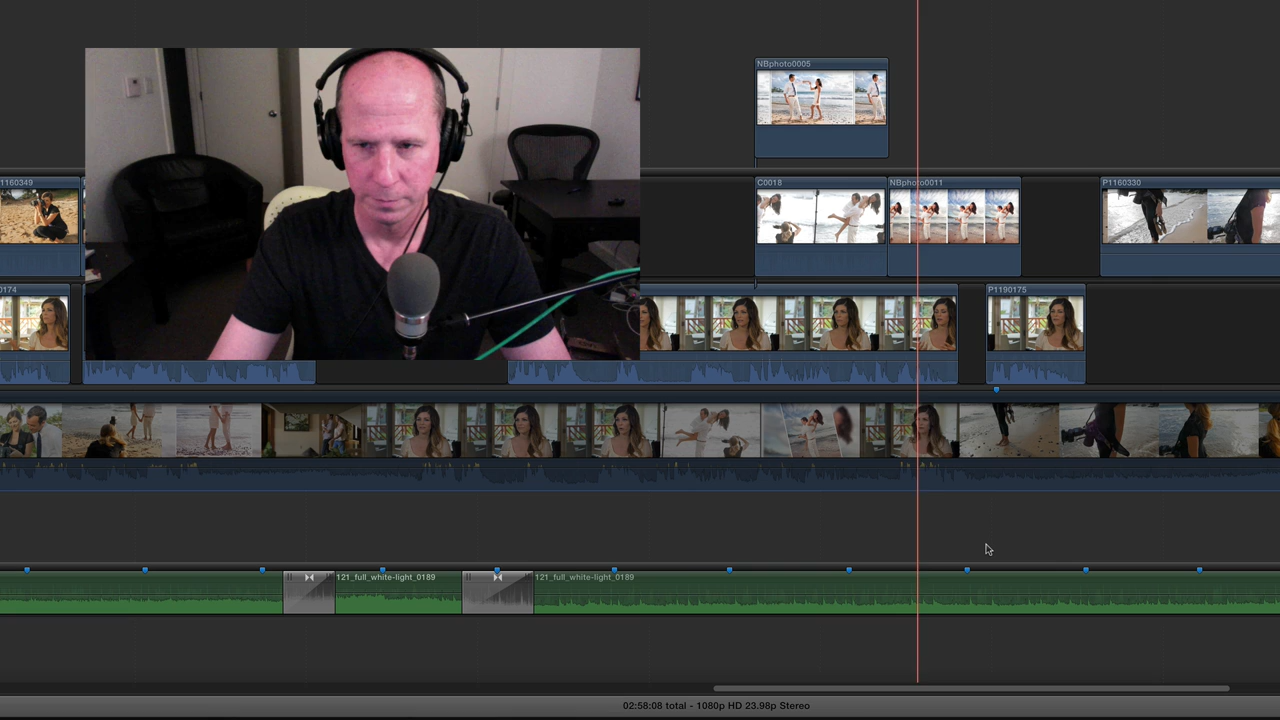 NBphoto0005
1160349
C0018
NBphoto0011
P1160330
0174
P1190175
121_full_white-light_0189
121_full_white-light_0189
02:58:08 total - 1080p HD 23.98p Stereo